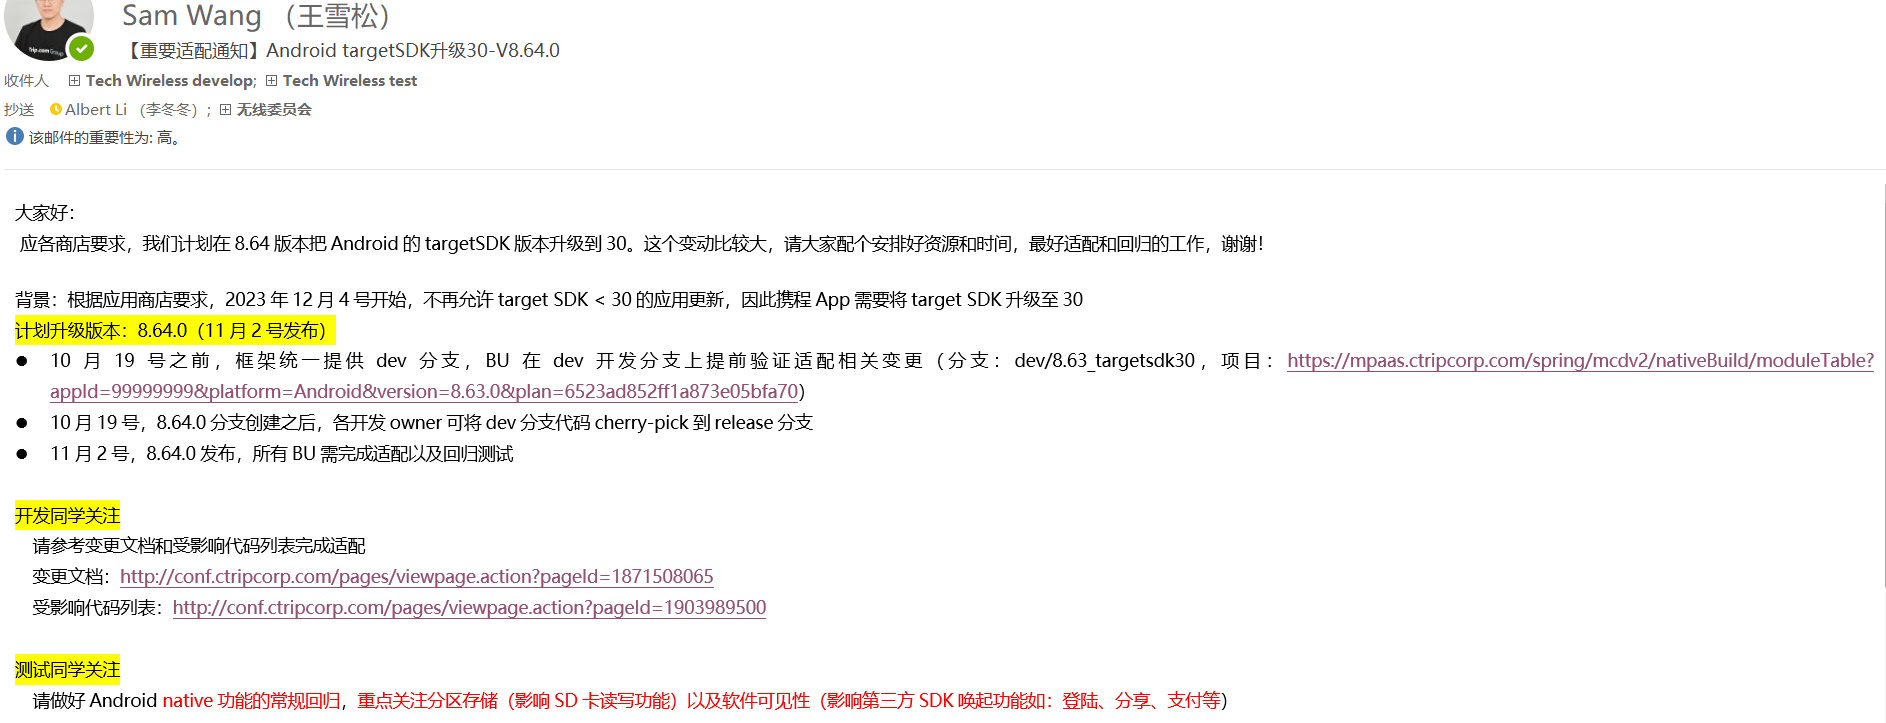 Sam Wang （王雪松）
【重要适配通知】Android targetSDK升级30-V8.64.0
收件人 Tech Wireless develop; Tech Wireless test
抄送 Albert Li （李冬冬）; 无线委员会
该邮件的重要性为: 高。
大家好：
应各商店要求，我们计划在 8.64 版本把 Android 的 targetSDK 版本升级到 30。这个变动比较大，请大家配个安排好资源和时间，最好适配和回归的工作，谢谢！
背景：根据应用商店要求，2023 年 12 月 4 号开始，不再允许 target SDK < 30 的应用更新，因此携程 App 需要将 target SDK 升级至 30
计划升级版本：8.64.0（11 月 2 号发布）
● 10 月 19 号之前，框架统一提供 dev 分支，BU 在 dev 开发分支上提前验证适配相关变更（分支：dev/8.63_targetsdk30，项目：https://mpaas.ctripcorp.com/spring/mcdv2/nativeBuild/moduleTable?
appId=99999999&platform=Android&version=8.63.0&plan=6523ad852ff1a873e05bfa70）
● 10 月 19 号，8.64.0 分支创建之后，各开发 owner 可将 dev 分支代码 cherry-pick 到 release 分支
● 11 月 2 号，8.64.0 发布，所有 BU 需完成适配以及回归测试
开发同学关注
请参考变更文档和受影响代码列表完成适配
变更文档：http://conf.ctripcorp.com/pages/viewpage.action?pageId=1871508065
受影响代码列表：http://conf.ctripcorp.com/pages/viewpage.action?pageId=1903989500
测试同学关注
请做好 Android native 功能的常规回归，重点关注分区存储（影响 SD 卡读写功能）以及软件可见性（影响第三方 SDK 唤起功能如：登陆、分享、支付等）